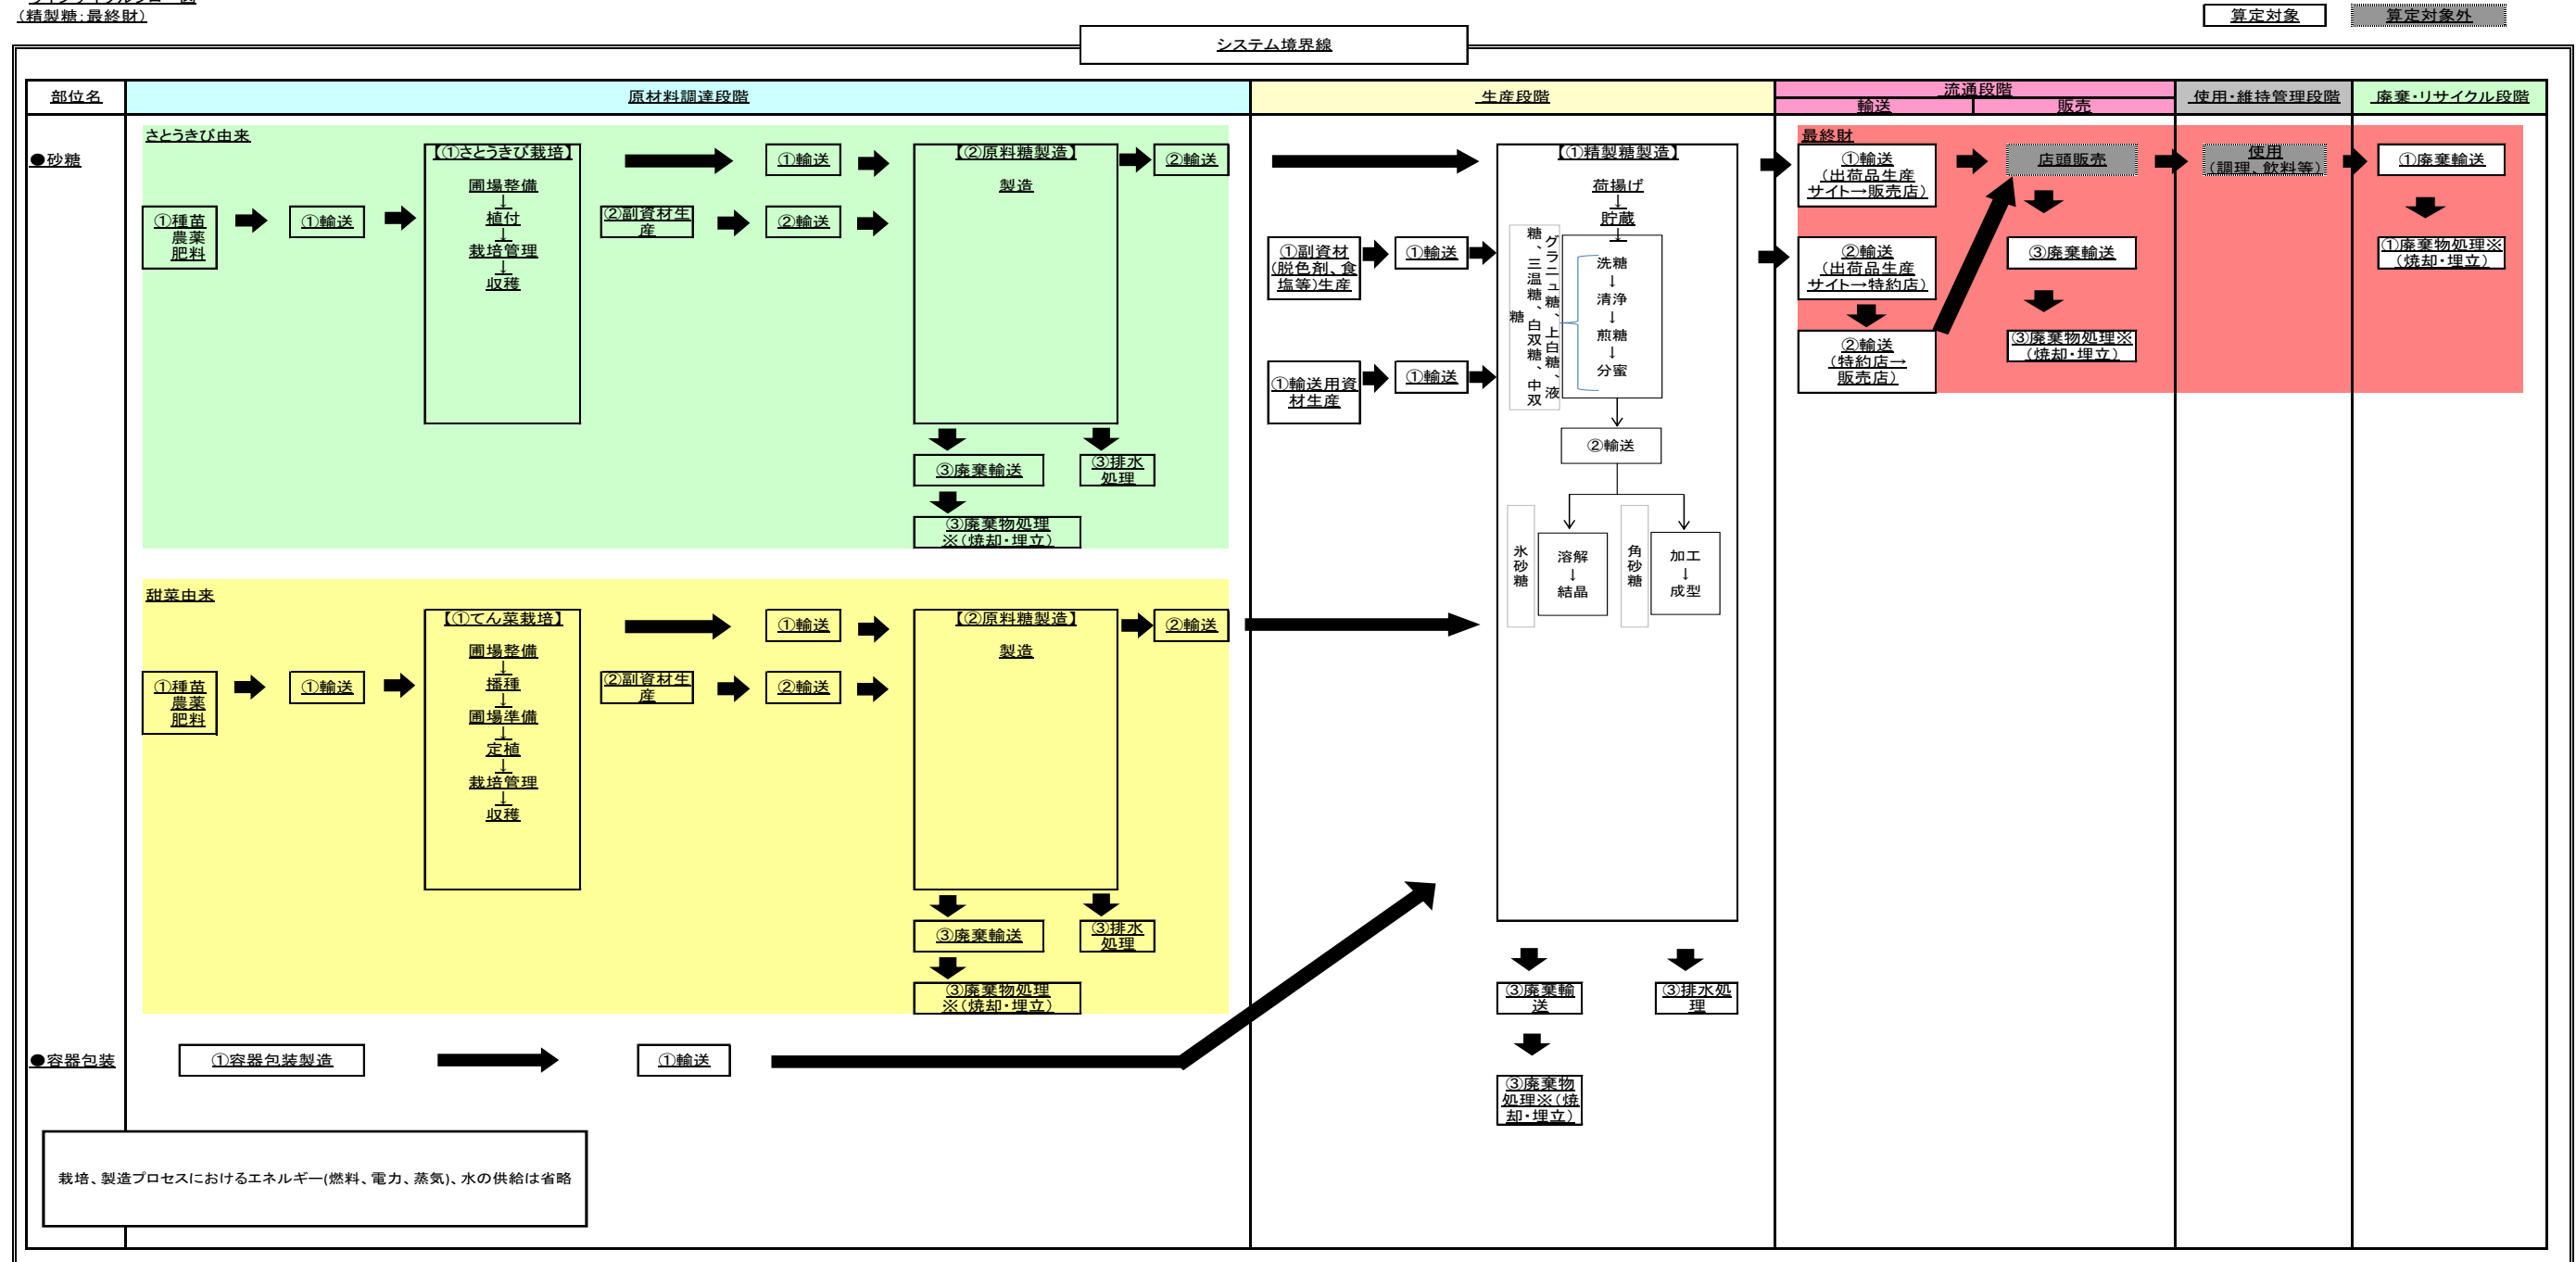 (精製糖:最終財)
算定対象
算定対象外
システム境界線
部位名
原材料調達段階
生産段階
流通段階
輸送
販売
使用・維持管理段階
廃棄・リサイクル段階
●砂糖
さとうきび由来
①種苗
農薬
肥料
①輸送
【①さとうきび栽培】
圃場整備
↓
植付
↓
栽培管理
↓
収穫
①輸送
②副資材生
産
②輸送
【②原料糖製造】
製造
②輸送
③廃棄輸送
③排水
処理
③廃棄物処理
※(焼却・埋立)
甜菜由来
①種苗
農薬
肥料
①輸送
【①てん菜栽培】
圃場整備
↓
播種
↓
圃場準備
↓
定植
↓
栽培管理
↓
収穫
①輸送
②副資材生
産
②輸送
【②原料糖製造】
製造
②輸送
③廃棄輸送
③排水
処理
③廃棄物処理
※(焼却・埋立)
●容器包装
①容器包装製造
①輸送
栽培、製造プロセスにおけるエネルギー(燃料、電力、蒸気)、水の供給は省略
①副資材
(脱色剤、食
塩等)生産
①輸送
①輸送用資
材生産
①輸送
【①精製糖製造】
荷揚げ
↓
貯蔵
↓
グラニュ糖、上白糖、液
糖、三温糖、白双糖、中双
糖
洗糖
↓
清浄
↓
煎糖
↓
分蜜
②輸送
氷砂糖
溶解
↓
結晶
角砂糖
加工
↓
成型
③廃棄輸
送
③排水処
理
③廃棄物
処理※(焼
却・埋立)
最終財
①輸送
(出荷品生産
サイト→販売店)
②輸送
(出荷品生産
サイト→特約店)
②輸送
(特約店→
販売店)
店頭販売
③廃棄輸送
③廃棄物処理※
(焼却・埋立)
使用
(調理、飲料等)
①廃棄輸送
①廃棄物処理※
(焼却・埋立)